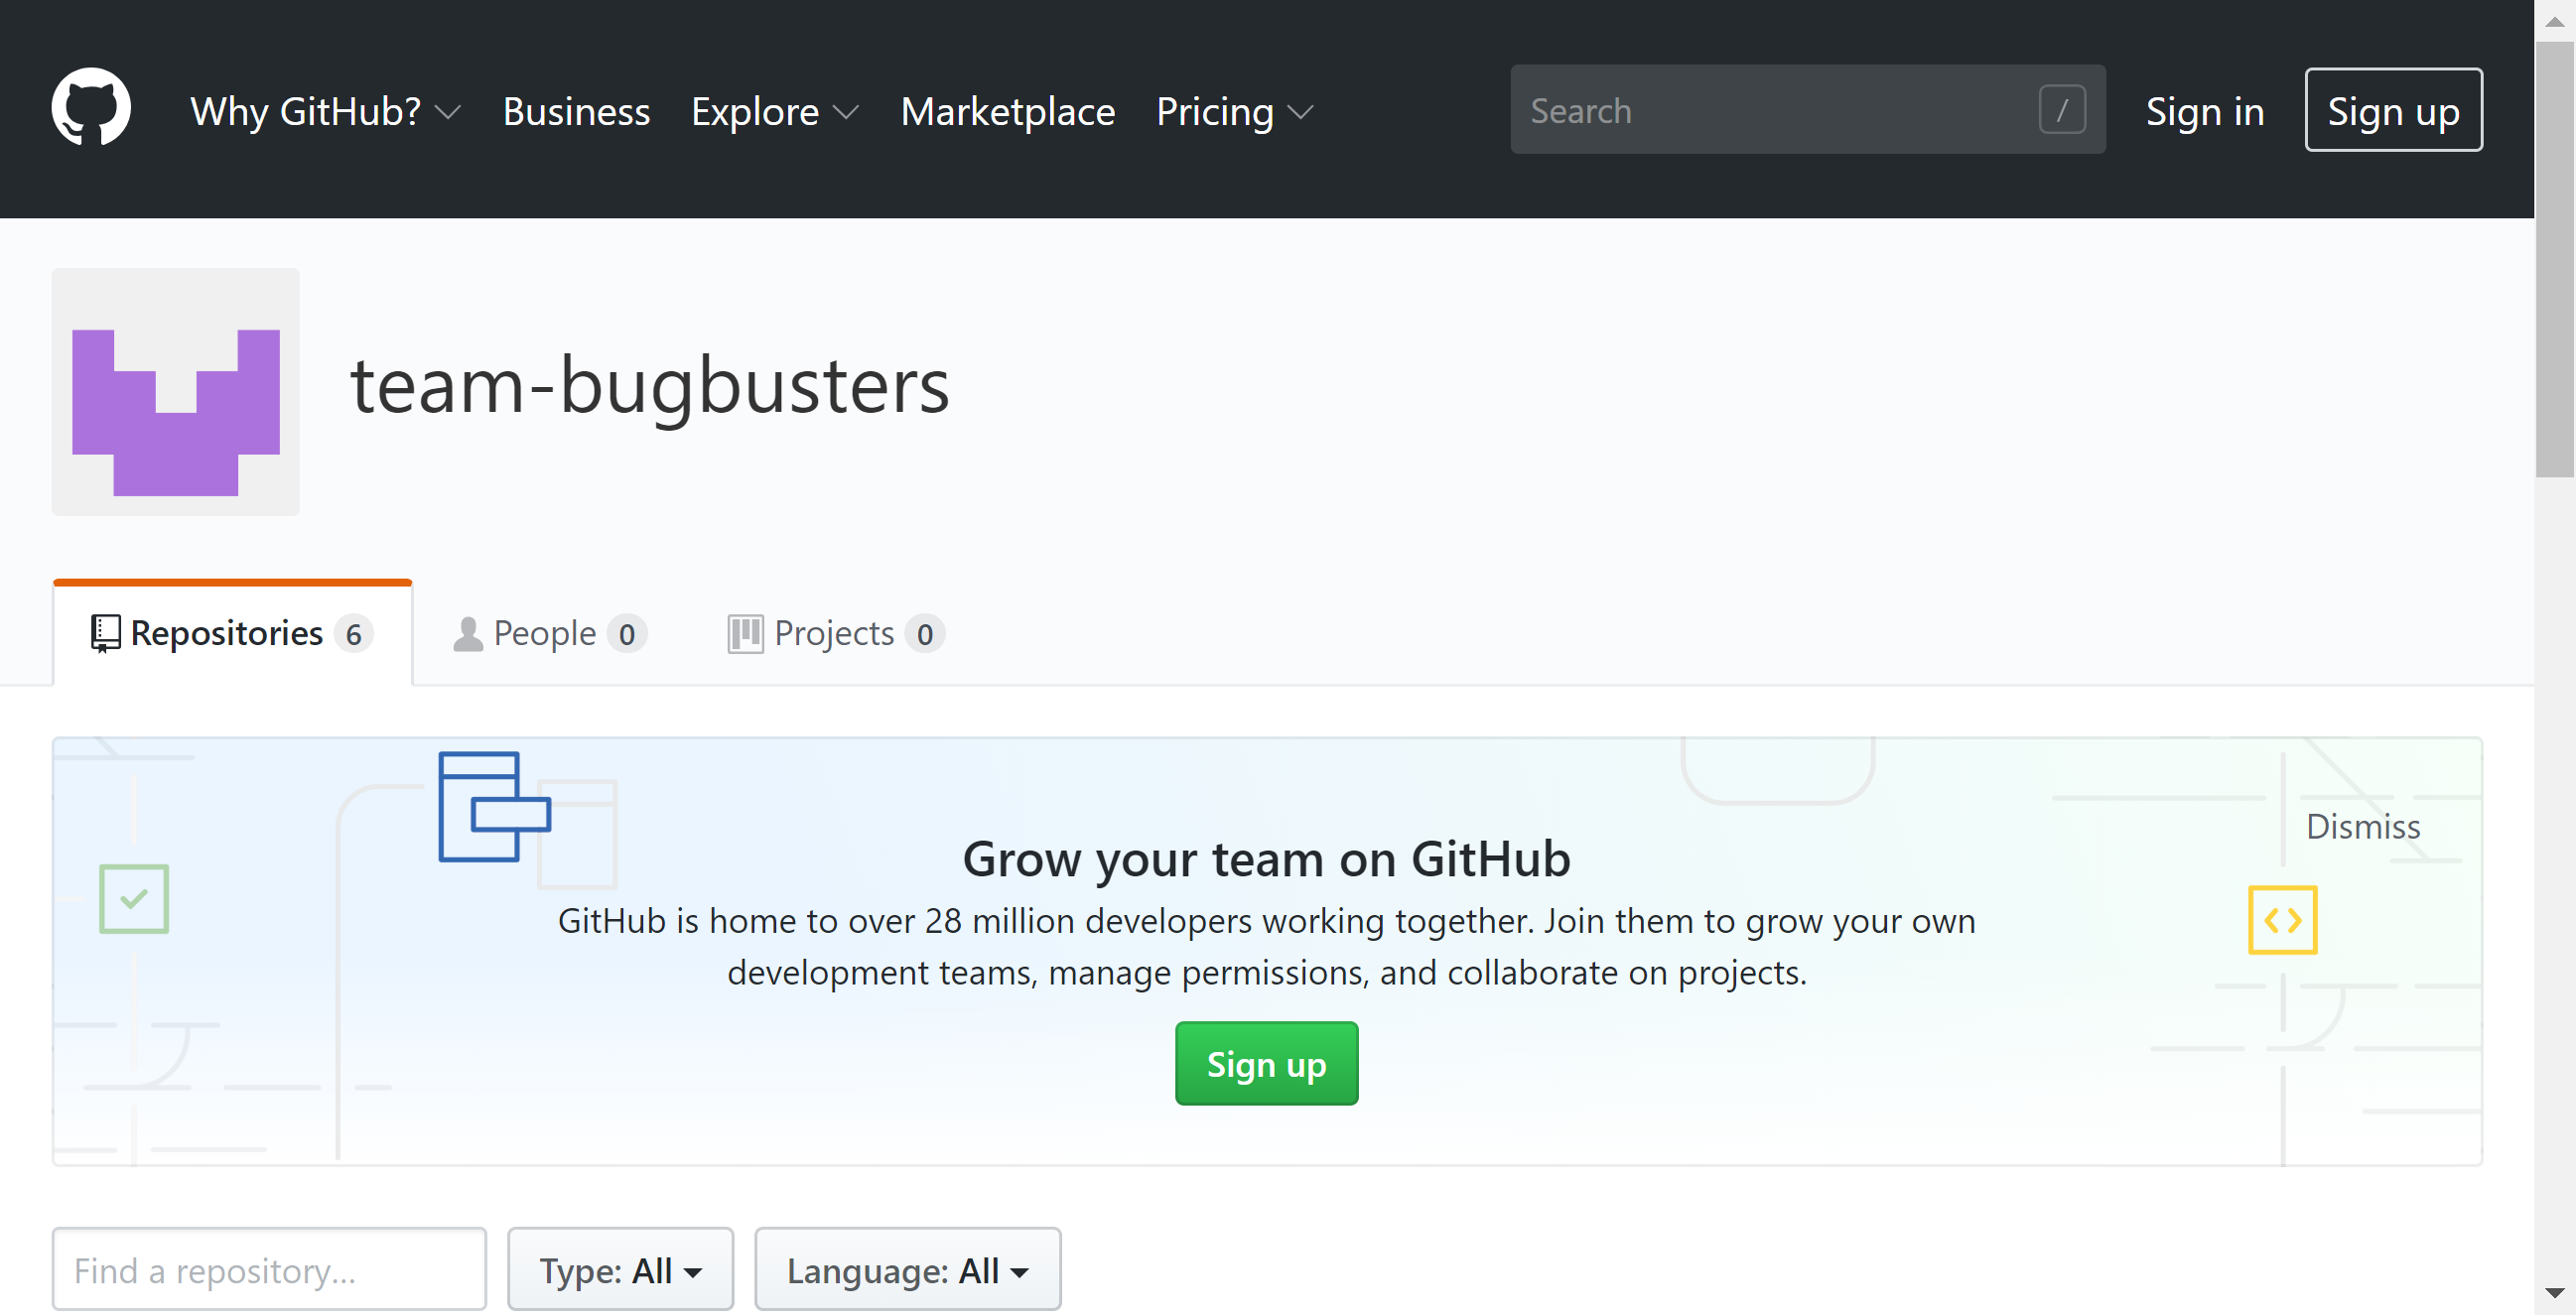 Why GitHub? Business Explore Marketplace Pricing Search / Sign in Sign up
team-bugbusters
Repositories 6 People 0 Projects 0
Dismiss
Grow your team on GitHub
GitHub is home to over 28 million developers working together. Join them to grow your own
development teams, manage permissions, and collaborate on projects.
Sign up
Find a repository... Type: All Language: All